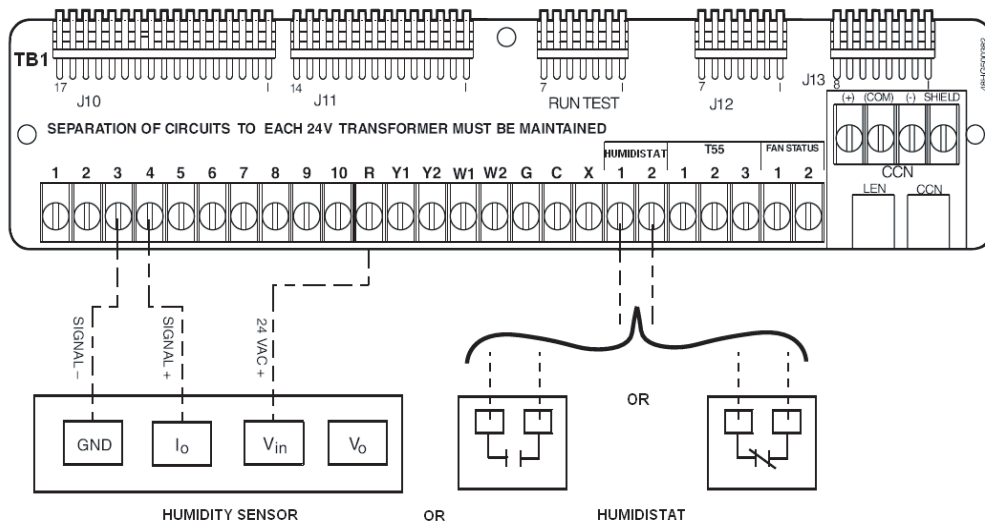 TB1
17 I
J10
14 I
J11
7 I
RUN TEST
7 I
J12
J13
8 I
(+) (COM) (-) SHIELD
CCN
LEN CCN
SEPARATION OF CIRCUITS TO EACH 24V TRANSFORMER MUST BE MAINTAINED
HUMIDISTAT T55 FAN STATUS
1 2 3 4 5 6 7 8 9 10 R Y1 Y2 W1 W2 G C X 1 2 1 2 3 1 2
SIGNAL –
SIGNAL +
24 VAC +
1 2
GND Io Vin Vo
HUMIDITY SENSOR
OR
OR
HUMIDISTAT